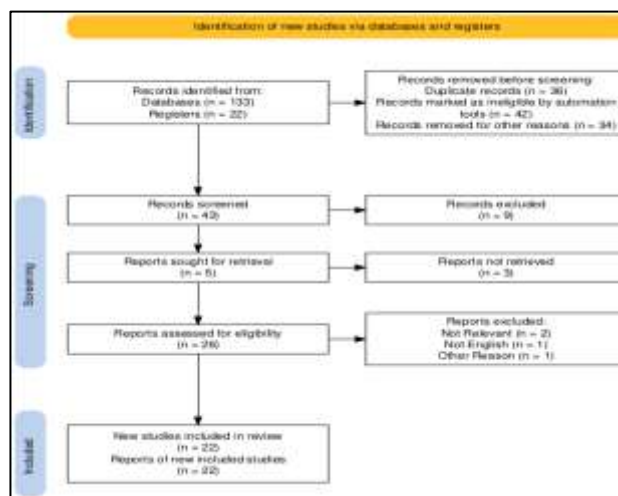 Identification of new studies via databases and registers
Identification
Records identified from:
Databases (n = 133)
Registers (n = 22)
Records removed before screening:
Duplicate records (n = 36)
Records marked as ineligible by automation
tools (n = 42)
Records removed for other reasons (n = 34)
Screening
Records screened
(n = 43)
Records excluded
(n = 9)
Reports sought for retrieval
(n = 5)
Reports not retrieved
(n = 3)
Reports assessed for eligibility
(n = 26)
Reports excluded:
Not Relevant (n = 2)
Not English (n = 1)
Other Reason (n = 1)
Included
New studies included in review
(n = 22)
Reports of new included studies
(n = 22)